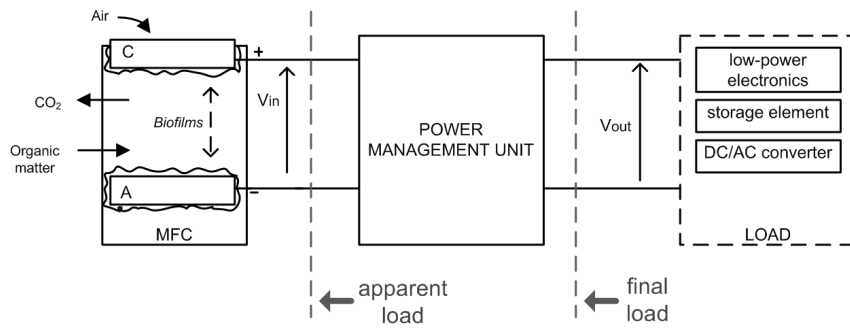 Air
C
+
CO2
Biofilms
Organic
matter
A
–
MFC
Vin
POWER
MANAGEMENT UNIT
Vout
low-power
electronics
storage element
DC/AC converter
LOAD
apparent
load
final
load